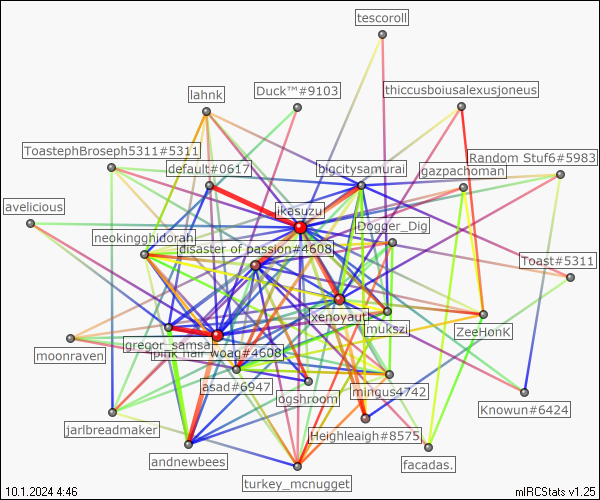 tescoroll
Duck™#9103
thiccusboiusalexusjoneus
lahnk
ToastephBroseph5311#5311
default#0617
bigcitysamurai
Random Stuf6#5983
gazpachoman
avelicious
ikasuzu
Dogger_Dig
neokingghidorah
disaster of passion#4608
Toast#5311
xenoyaut
mukszi
ZeeHonK
gregor_samsa
pink hair woag#4608
moonraven
asad#6947
mingus4742
ogshroom
Knowun#6424
jarlbreadmaker
Heighleaigh#8575
andnewbees
facadas.
turkey_mcnugget
10.1.2024 4:46
mIRCStats v1.25